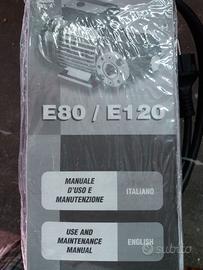 E80 / E120
MANUALE
D'USO E
MANUTENZIONE
ITALIANO
USE AND
MAINTENANCE
MANUAL
ENGLISH
subito